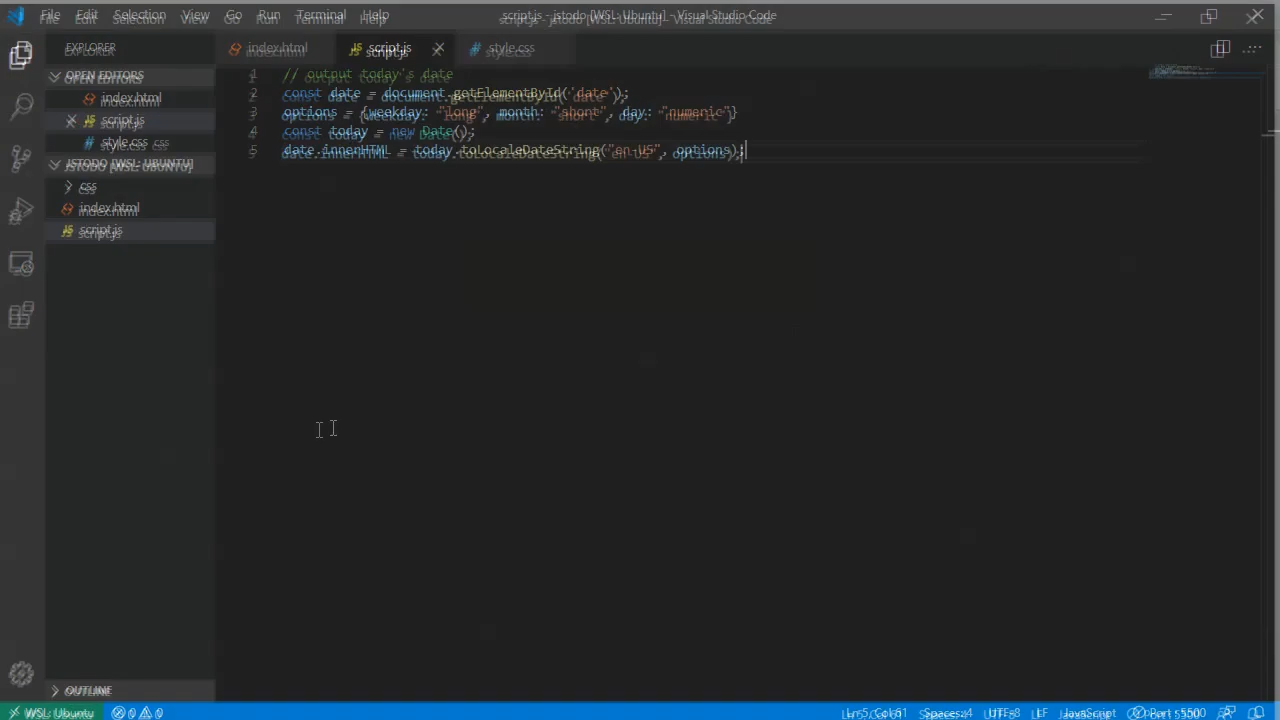 File Edit Selection View Go Run Terminal Help script.js - jstodo [WSL: Ubuntu] - Visual Studio Code
EXPLORER
index.html
script.js
style.css
OPEN EDITORS
index.html
script.js
style.css css
JSTODO [WSL: UBUNTU]
css
index.html
script.js
OUTLINE
1 // output today's date
2 const date = document.getElementById('date');
3 options = {weekday: "long", month: "short", day: "numeric"}
4 const today = new Date();
5 date.innerHTML = today.toLocaleDateString("en-US", options);
WSL: Ubuntu 0 0 Ln 5, Col 61 Spaces: 4 UTF-8 LF JavaScript Port : 5500